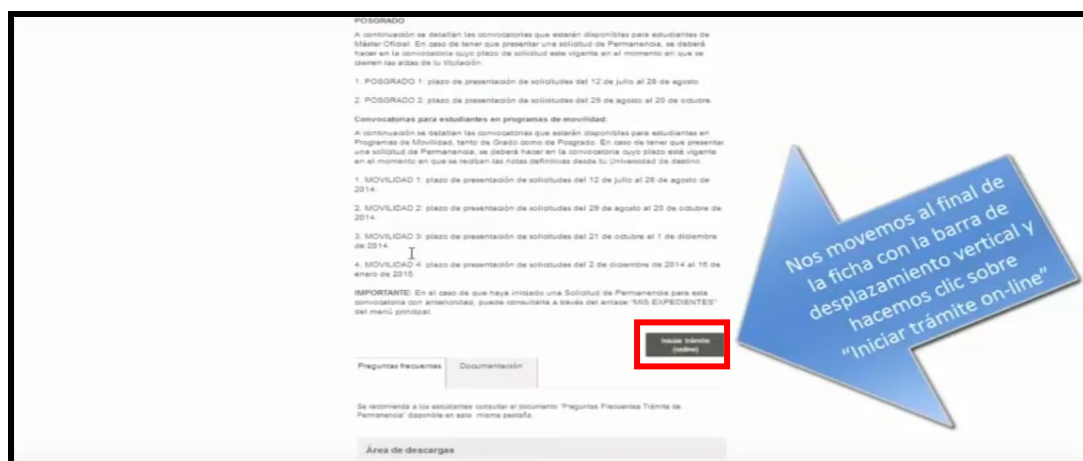 POSGRADO
A continuación se detallan las convocatorias que estarán disponibles para estudiantes de
Máster Oficial. En caso de tener que presentar una solicitud de Permanencia, se deberá
hacer en la convocatoria cuyo plazo de solicitud este vigente en el momento en que se
cierren las actas de tu titulación.
1. POSGRADO 1: plazo de presentación de solicitudes del 12 de julio al 28 de agosto.
2. POSGRADO 2: plazo de presentación de solicitudes del 29 de agosto al 20 de octubre.
Convocatorias para estudiantes en programas de movilidad:
A continuación se detallan las convocatorias que estarán disponibles para estudiantes en
Programas de Movilidad, tanto de Grado como de Posgrado. En caso de tener que presentar
una solicitud de Permanencia, se deberá hacer en la convocatoria cuyo plazo esté vigente
en el momento en que se reciban las notas definitivas desde tu Universidad de destino.
1. MOVILIDAD 1: plazo de presentación de solicitudes del 12 de julio al 28 de agosto de
2014.
2. MOVILIDAD 2: plazo de presentación de solicitudes del 29 de agosto al 20 de octubre de
2014.
3. MOVILIDAD 3: plazo de presentación de solicitudes del 21 de octubre al 1 de diciembre
de 2014.
4. MOVILIDAD 4: plazo de presentación de solicitudes del 2 de diciembre de 2014 al 16 de
enero de 2015.
IMPORTANTE: En el caso de que haya iniciado una Solicitud de Permanencia para esta
convocatoria con anterioridad, puede consultarla a través del enlace "MIS EXPEDIENTES"
del menú principal.
Iniciar trámite
(online)
Preguntas frecuentes Documentación
Se recomienda a los estudiantes consultar el documento "Preguntas Frecuentes Trámite de
Permanencia" disponible en esta misma pestaña.
Área de descargas
Nos movemos al final de
la ficha con la barra de
desplazamiento vertical y
hacemos clic sobre
"Iniciar trámite on-line"